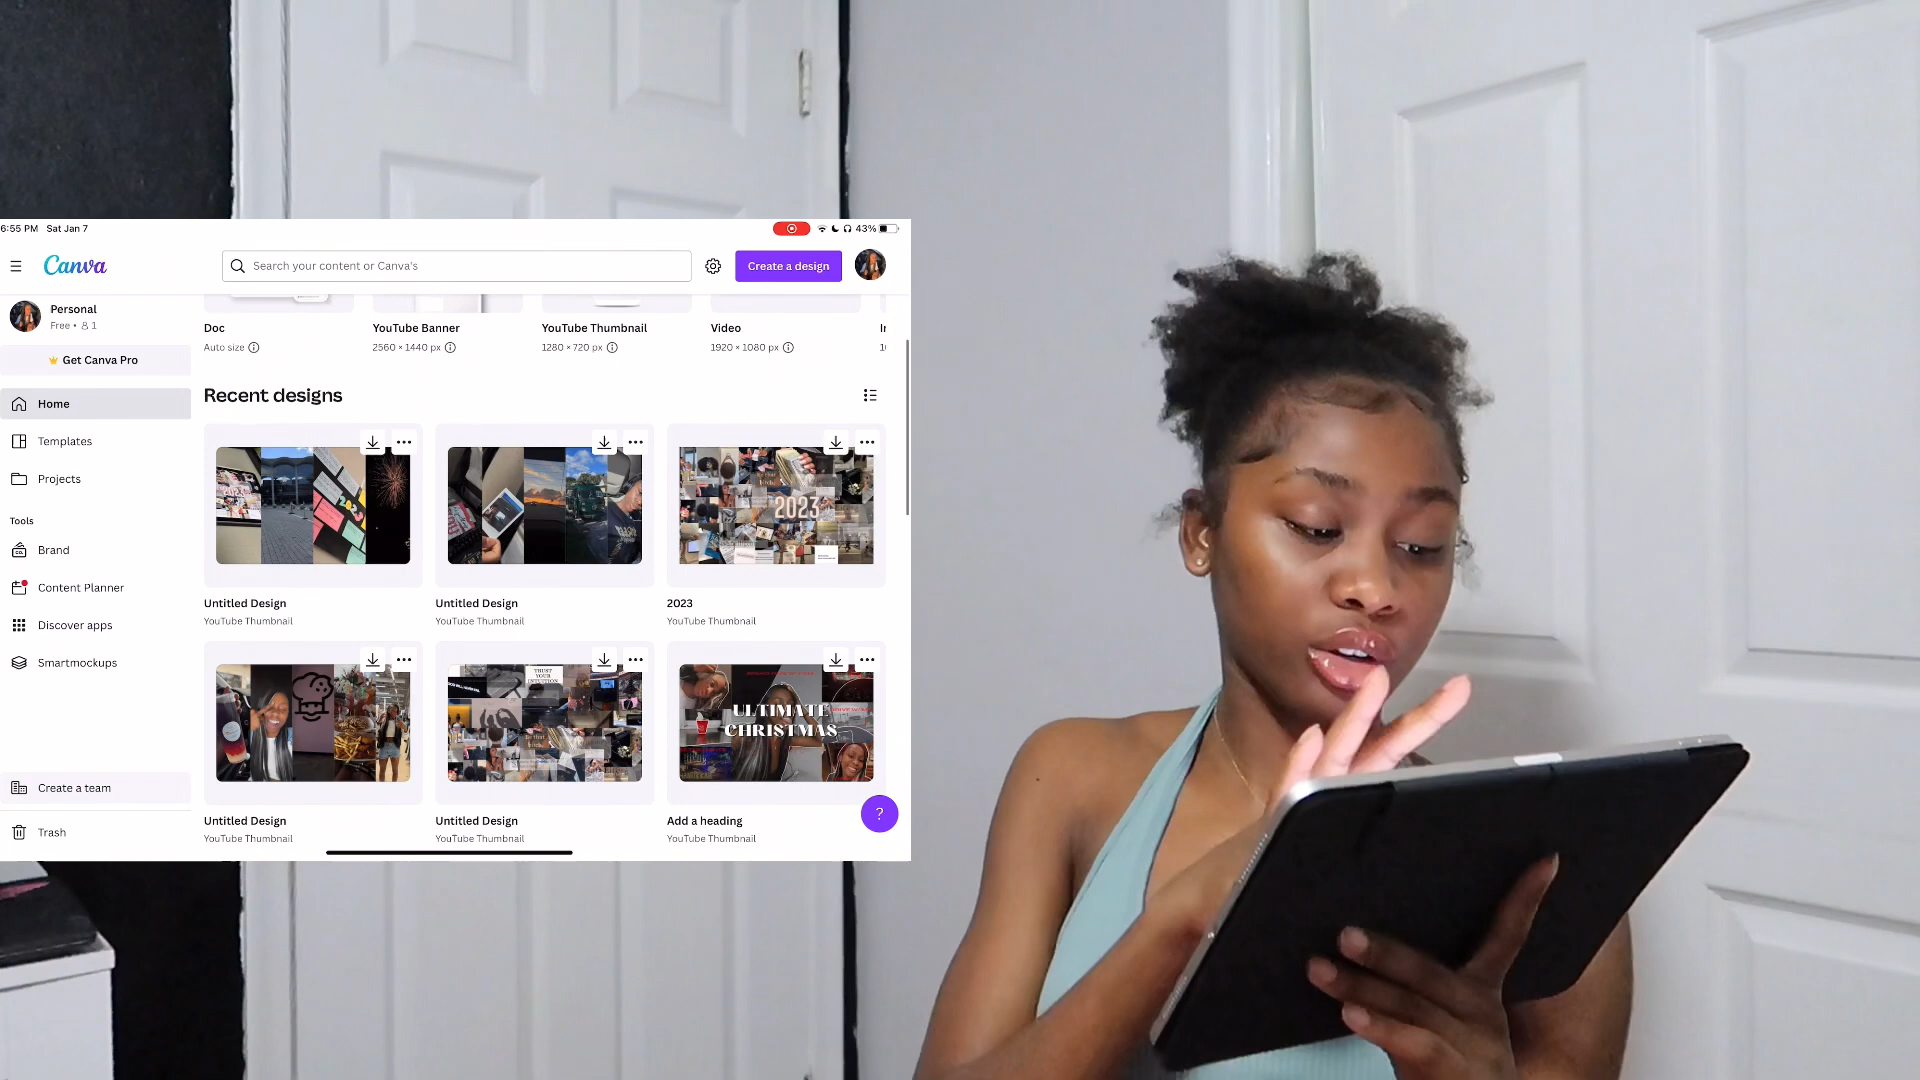 6:55 PM Sat Jan 7
43%
Canva
Search your content or Canva's
Create a design
Personal
Free • 1
Get Canva Pro
Home
Templates
Projects
Tools
Brand
Content Planner
Discover apps
Smartmockups
Create a team
Trash
Doc
Auto size
YouTube Banner
2560 × 1440 px
YouTube Thumbnail
1280 × 720 px
Video
1920 × 1080 px
Recent designs
2023
Untitled Design
YouTube Thumbnail
Untitled Design
YouTube Thumbnail
2023
YouTube Thumbnail
TRUST
YOUR
INTUITION
ULTIMATE
CHRISTMAS
?
Untitled Design
YouTube Thumbnail
Untitled Design
YouTube Thumbnail
Add a heading
YouTube Thumbnail